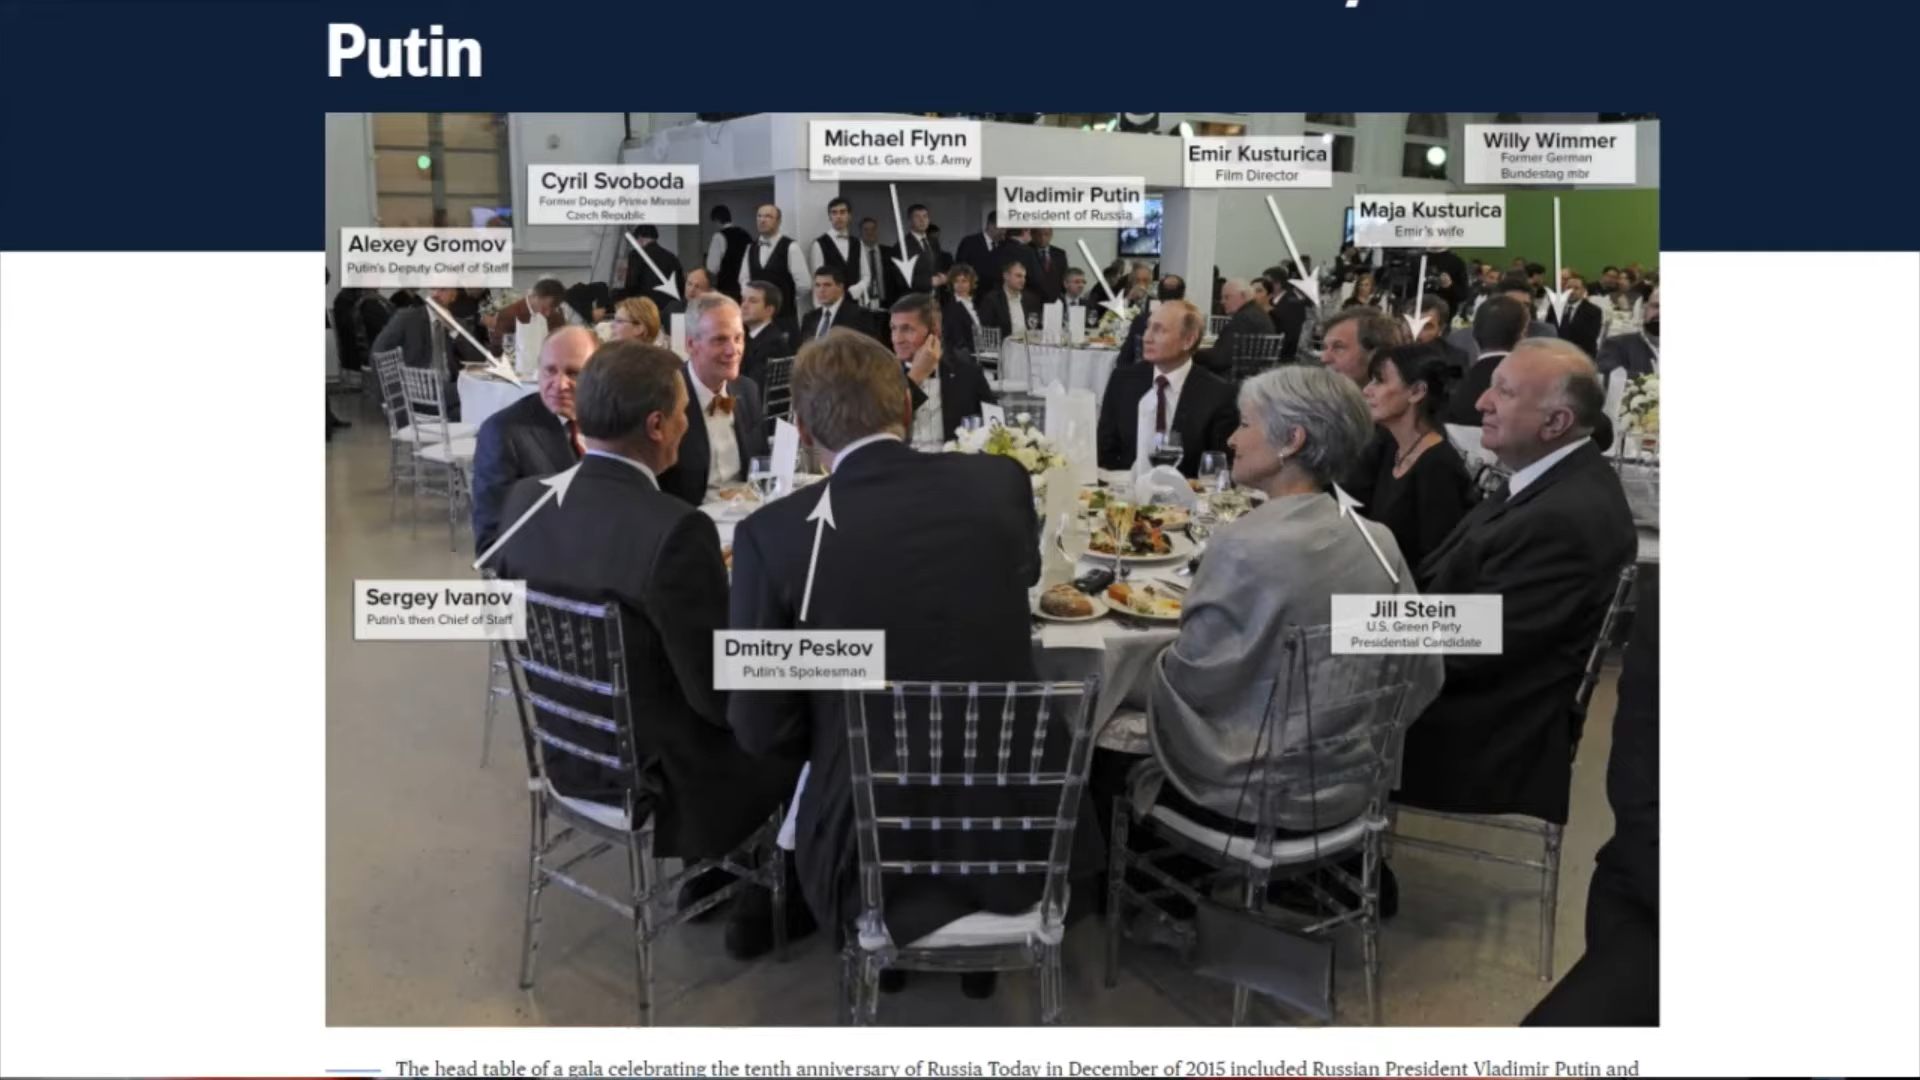 Putin
Michael Flynn
Retired Lt. Gen. U.S. Army
Emir Kusturica
Film Director
Willy Wimmer
Former German
Bundestag mbr
Cyril Svoboda
Former Deputy Prime Minister
Czech Republic
Vladimir Putin
President of Russia
Maja Kusturica
Emir's wife
Alexey Gromov
Putin's Deputy Chief of Staff
Sergey Ivanov
Putin's then Chief of Staff
Dmitry Peskov
Putin's Spokesman
Jill Stein
U.S. Green Party
Presidential Candidate
The head table of a gala celebrating the tenth anniversary of Russia Today in December of 2015 included Russian President Vladimir Putin and